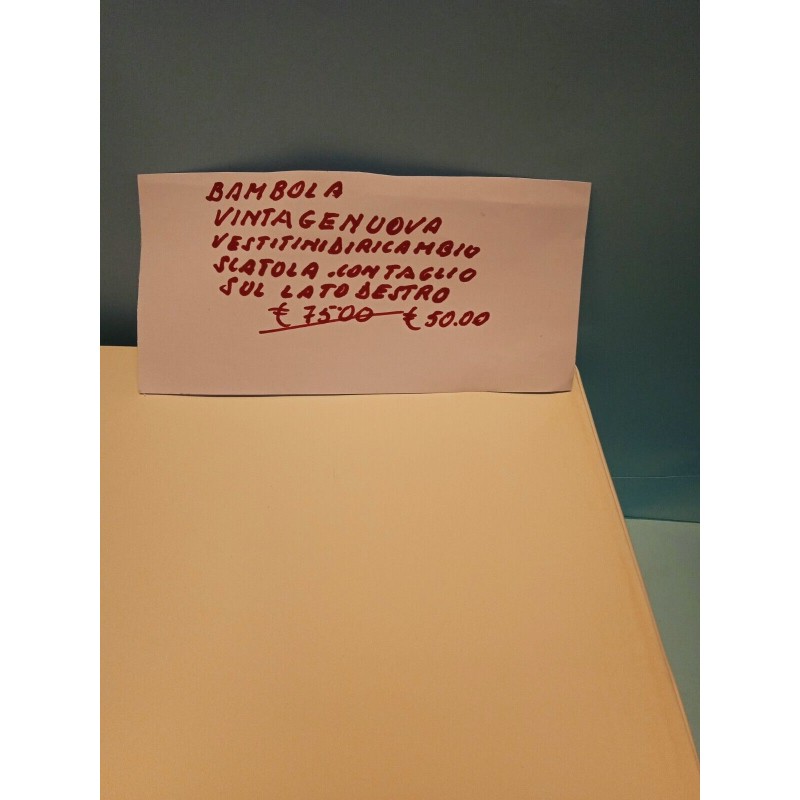 BAMBOLA
VINTAGENUOVA
VESTITINIDIRICAMBIO
SCATOLA.CONTAGLIO
SUL LATO DESTRO
€ 75.00 € 50.00